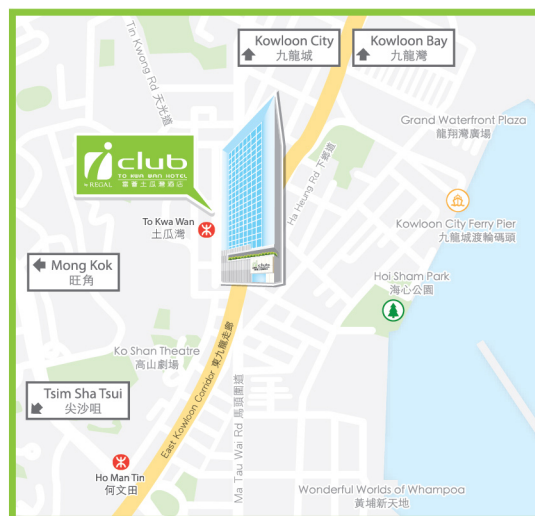 Kowloon City
九龍城
Kowloon Bay
九龍灣
Tin Kwong Rd 天光道
Grand Waterfront Plaza
龍翔灣廣場
iclub
TO KWA WAN HOTEL
by REGAL
富薈土瓜灣酒店
Ha Heung Rd 下鄉道
To Kwa Wan
土瓜灣
Kowloon City Ferry Pier
九龍城渡輪碼頭
Mong Kok
旺角
Hoi Sham Park
海心公園
Ko Shan Theatre
高山劇場
East Kowloon Corridor 東九龍走廊
Ma Tau Wai Rd 馬頭圍道
Tsim Sha Tsui
尖沙咀
Ho Man Tin
何文田
Wonderful Worlds of Whampoa
黃埔新天地